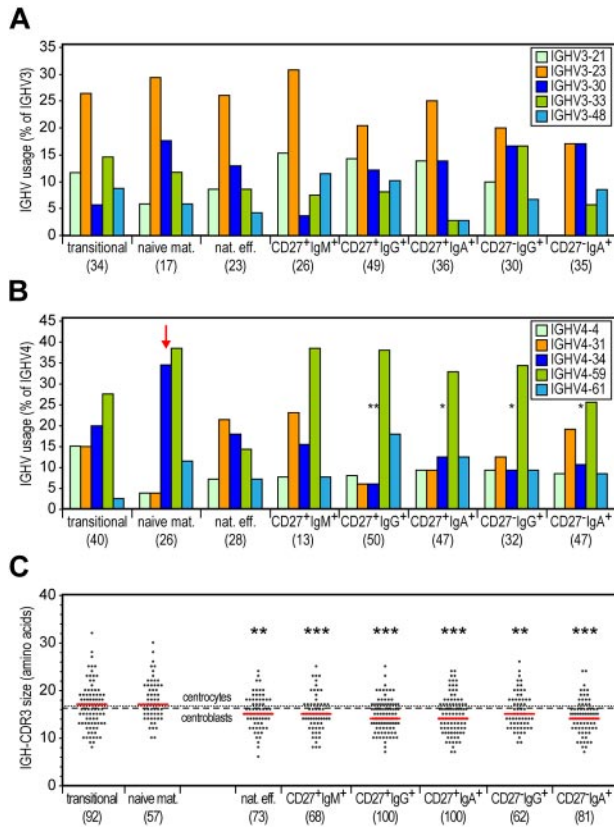 A
IGHV usage (% of IGHV3)
35
30
25
20
15
10
5
0
IGHV3-21
IGHV3-23
IGHV3-30
IGHV3-33
IGHV3-48
transitional naive mat. nat. eff. CD27⁺IgM⁺ CD27⁺IgG⁺ CD27⁺IgA⁺ CD27⁻IgG⁺ CD27⁻IgA⁺
(34) (17) (23) (26) (49) (36) (30) (35)
B
IGHV usage (% of IGHV4)
45
40
35
30
25
20
15
10
5
0
IGHV4-4
IGHV4-31
IGHV4-34
IGHV4-59
IGHV4-61
** * * *
transitional naive mat. nat. eff. CD27⁺IgM⁺ CD27⁺IgG⁺ CD27⁺IgA⁺ CD27⁻IgG⁺ CD27⁻IgA⁺
(40) (26) (28) (13) (50) (47) (32) (47)
C
IGH-CDR3 size (amino acids)
40
30
20
10
0
** *** *** *** ** ***
centrocytes
centroblasts
transitional naive mat. nat. eff. CD27⁺IgM⁺ CD27⁺IgG⁺ CD27⁺IgA⁺ CD27⁻IgG⁺ CD27⁻IgA⁺
(92) (57) (73) (68) (100) (100) (62) (81)